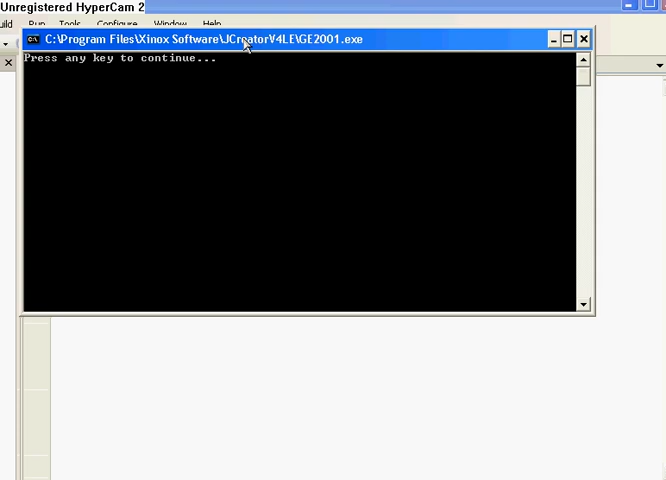 Unregistered HyperCam 2
uild Run Tools Configure Window Help
C:\Program Files\Xinox Software\JCreatorV4LE\GE2001.exe
Press any key to continue...